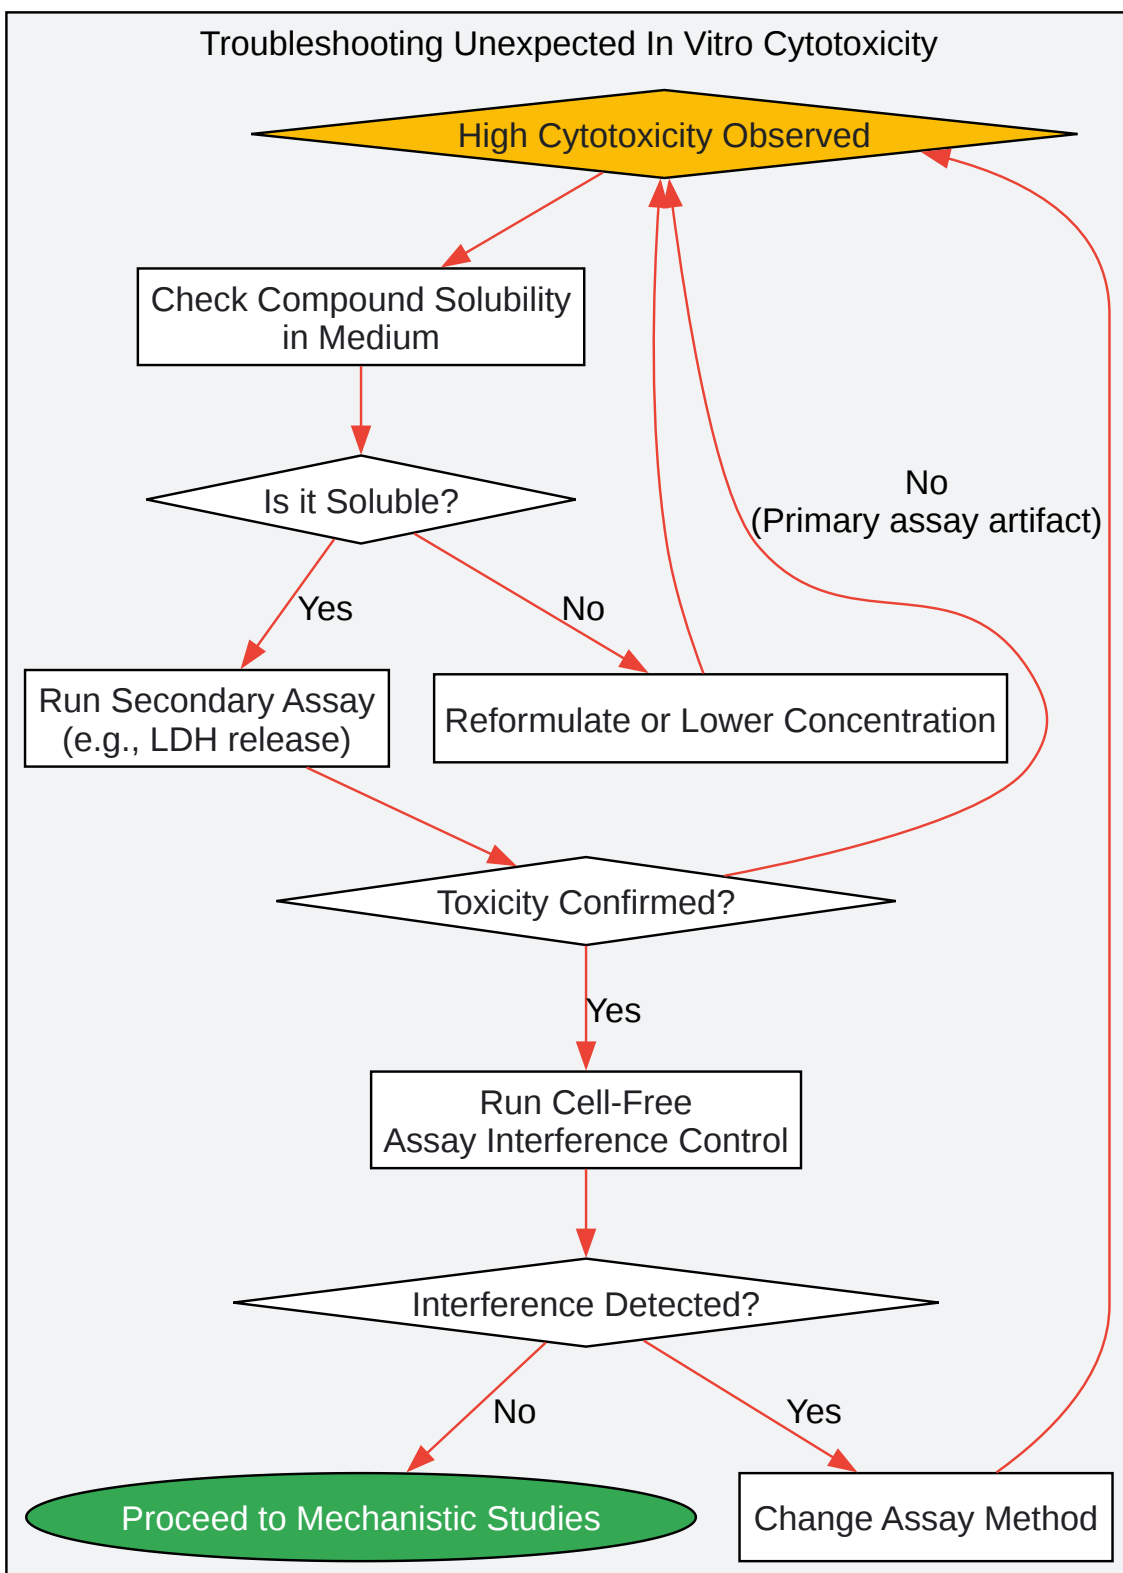 Troubleshooting Unexpected In Vitro Cytotoxicity
High Cytotoxicity Observed
Check Compound Solubility
in Medium
Is it Soluble?
No
(Primary assay artifact)
Yes
No
Run Secondary Assay
(e.g., LDH release)
Reformulate or Lower Concentration
Toxicity Confirmed?
Yes
Run Cell-Free
Assay Interference Control
Interference Detected?
No
Yes
Proceed to Mechanistic Studies
Change Assay Method